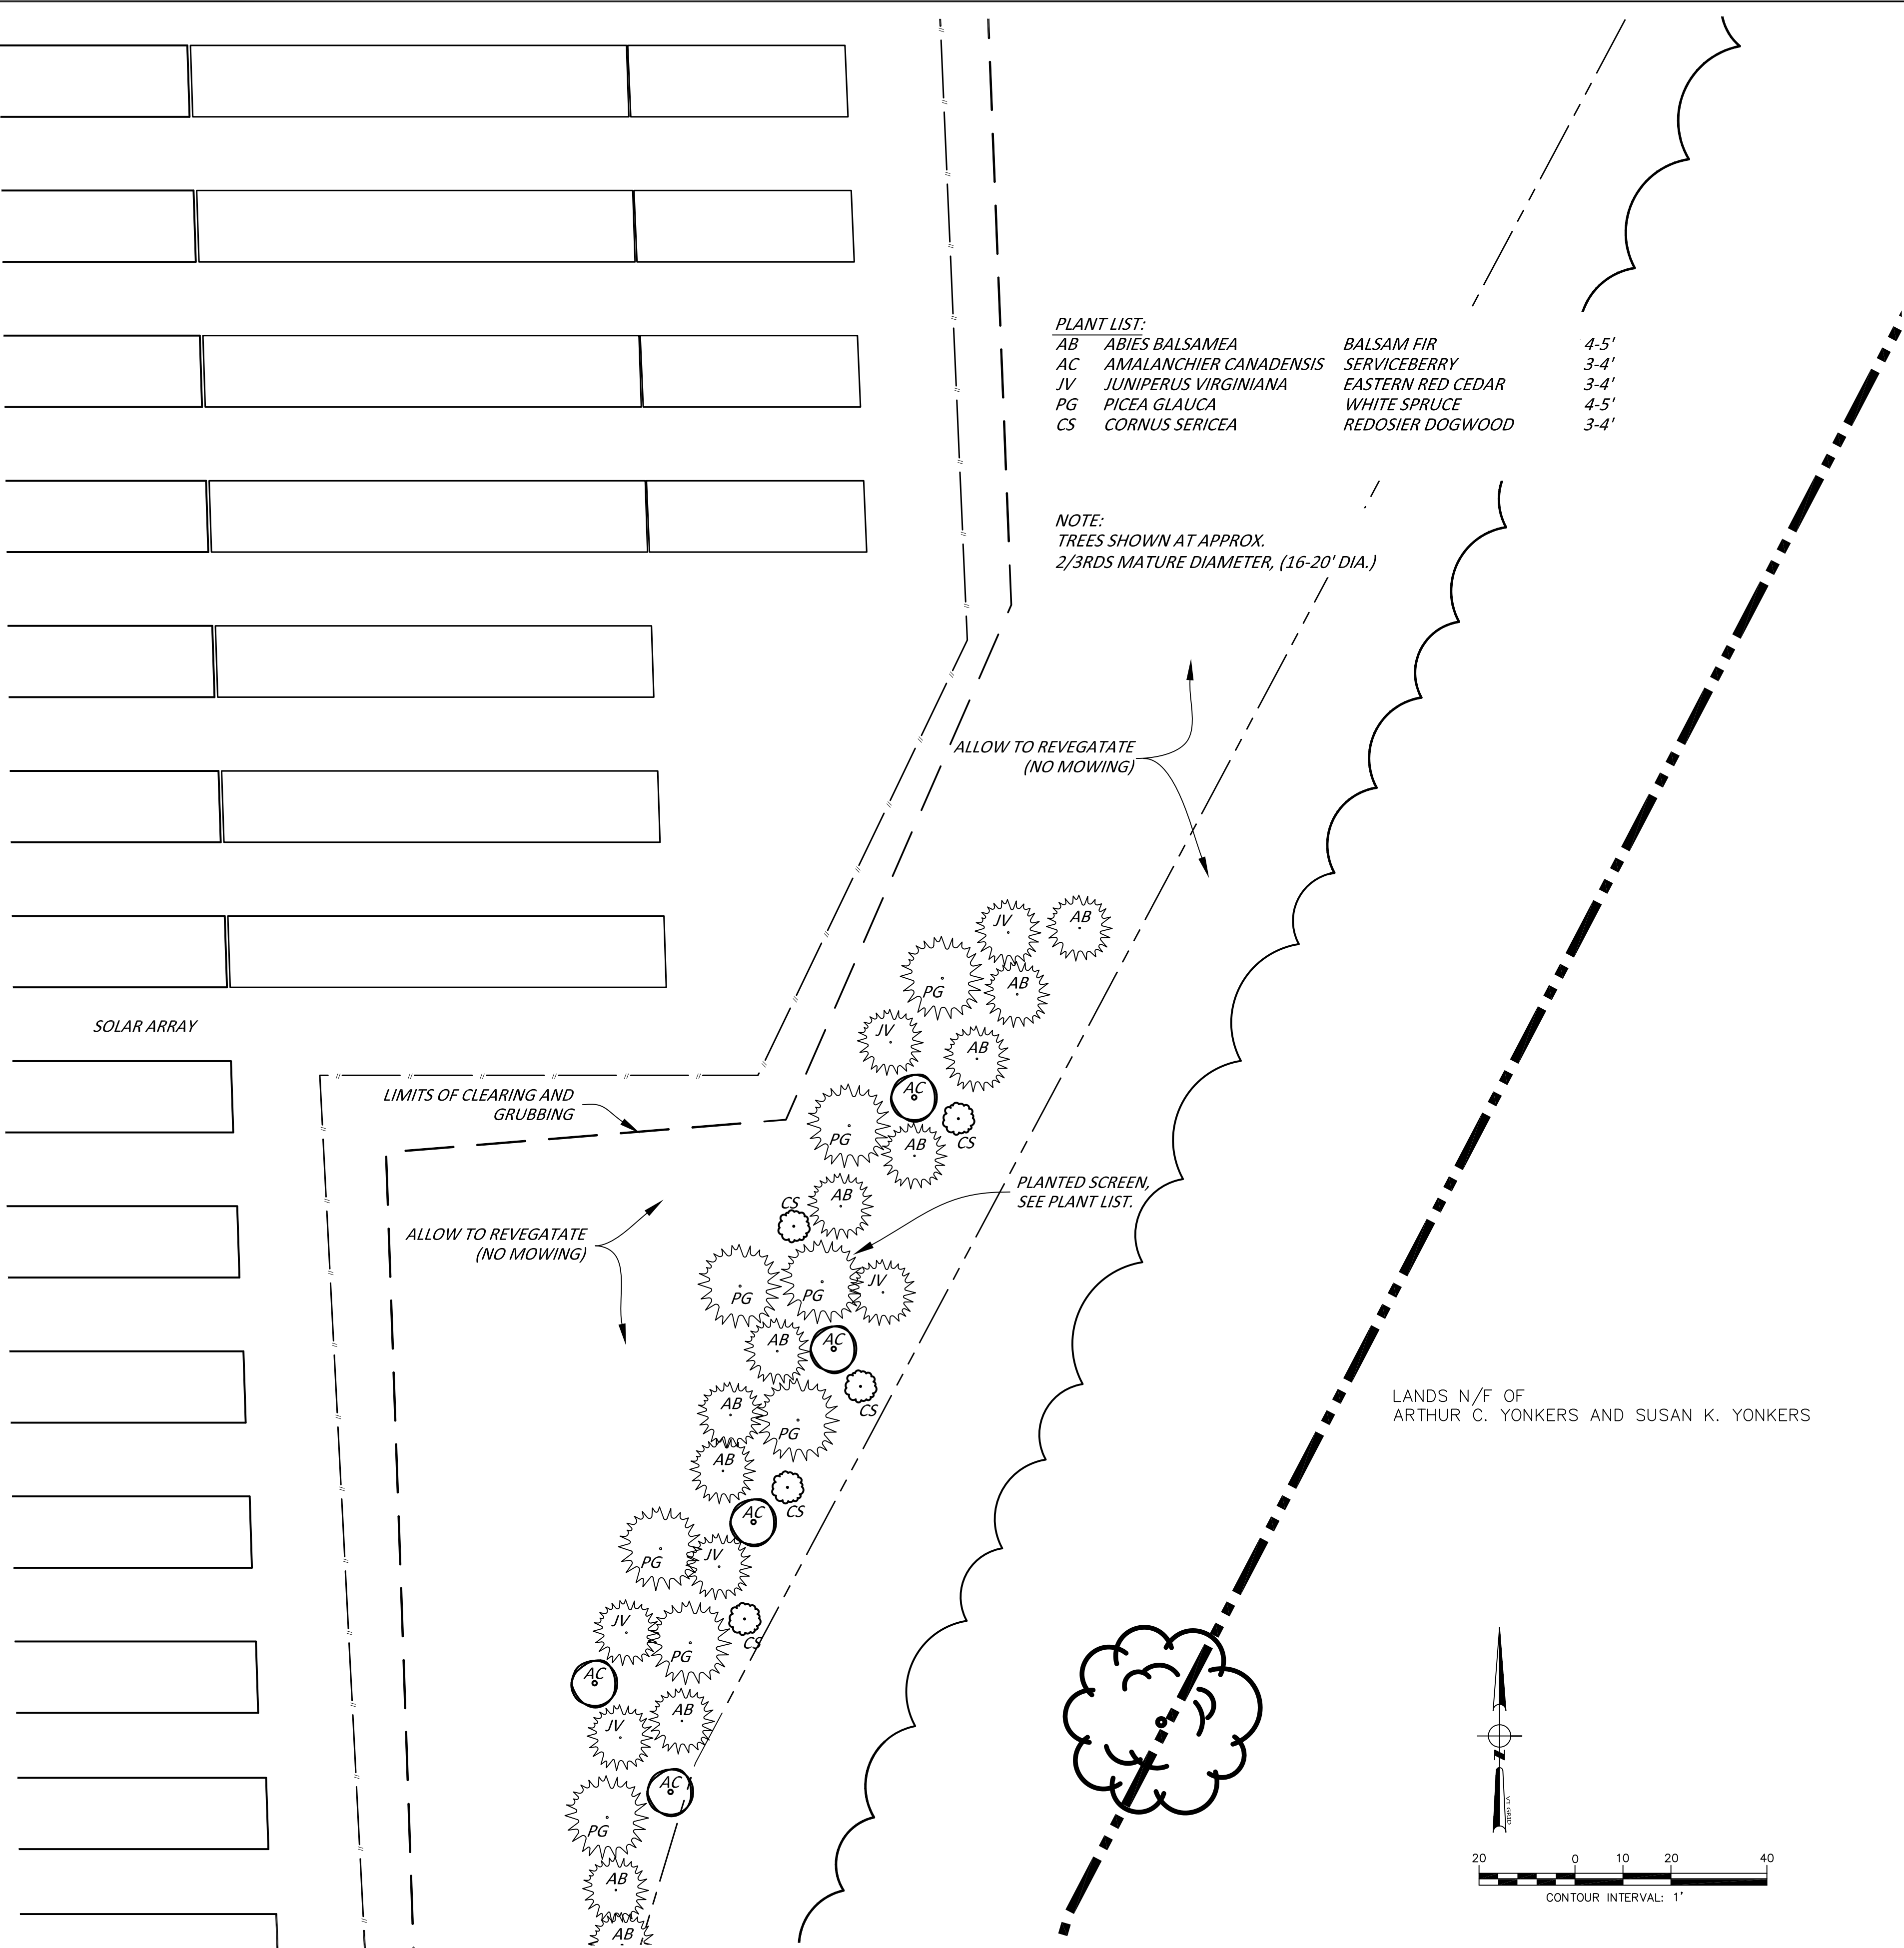 PLANT LIST:
AB ABIES BALSAMEA BALSAM FIR 4-5'
AC AMALANCHIER CANADENSIS SERVICEBERRY 3-4'
JV JUNIPERUS VIRGINIANA EASTERN RED CEDAR 3-4'
PG PICEA GLAUCA WHITE SPRUCE 4-5'
CS CORNUS SERICEA REDOSIER DOGWOOD 3-4'
NOTE:
TREES SHOWN AT APPROX.
2/3RDS MATURE DIAMETER, (16-20' DIA.)
ALLOW TO REVEGATATE
(NO MOWING)
JV
AB
PG
AB
SOLAR ARRAY
JV
AB
LIMITS OF CLEARING AND
GRUBBING
AC
PG
AB
CS
PLANTED SCREEN,
SEE PLANT LIST.
CS
AB
ALLOW TO REVEGATATE
(NO MOWING)
PG
PG
JV
AB
AC
CS
AB
PG
LANDS N/F OF
ARTHUR C. YONKERS AND SUSAN K. YONKERS
AB
CS
AC
PG
JV
JV
PG
CS
AC
JV
AB
AC
PG
N
VT GRID
AB
20 0 10 20 40
CONTOUR INTERVAL: 1'
AB